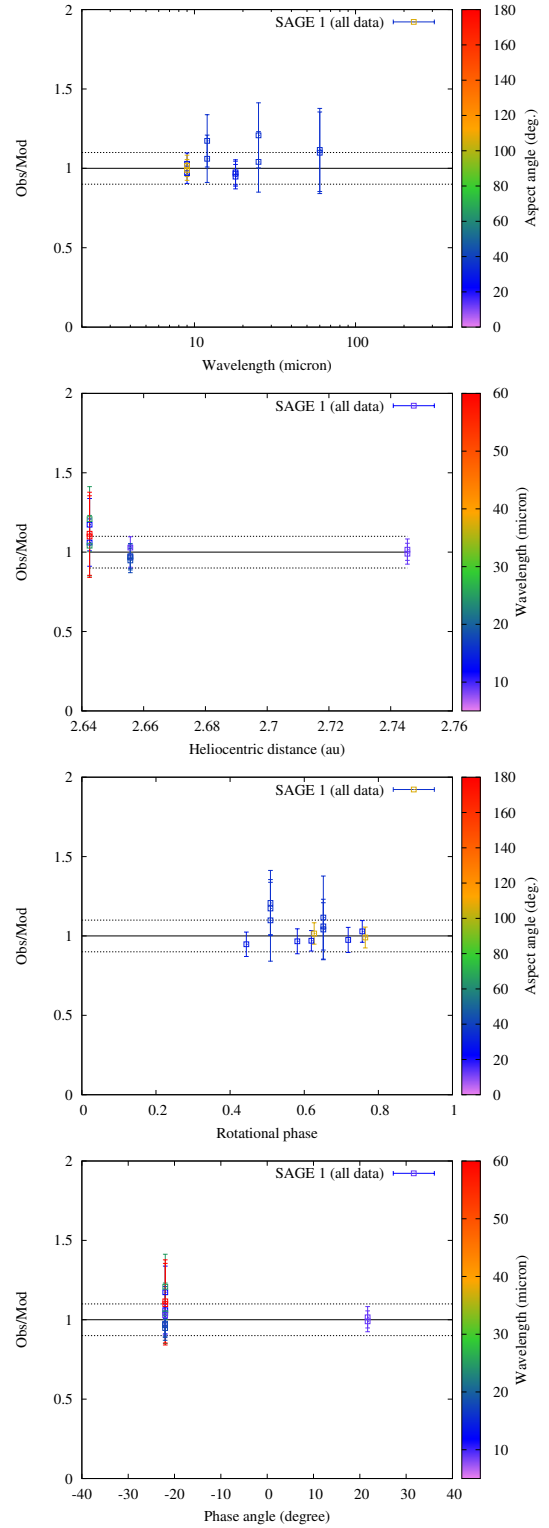 SAGE 1 (all data)
Obs/Mod
2
1.5
1
0.5
0
10 100
Wavelength (micron)
180
160
140
120
100
80
60
40
20
0
Aspect angle (deg.)
SAGE 1 (all data)
Obs/Mod
2
1.5
1
0.5
0
2.64 2.66 2.68 2.7 2.72 2.74 2.76
Heliocentric distance (au)
60
50
40
30
20
10
Wavelength (micron)
SAGE 1 (all data)
Obs/Mod
2
1.5
1
0.5
0
0 0.2 0.4 0.6 0.8 1
Rotational phase
180
160
140
120
100
80
60
40
20
0
Aspect angle (deg.)
SAGE 1 (all data)
Obs/Mod
2
1.5
1
0.5
0
-40 -30 -20 -10 0 10 20 30 40
Phase angle (degree)
60
50
40
30
20
10
Wavelength (micron)